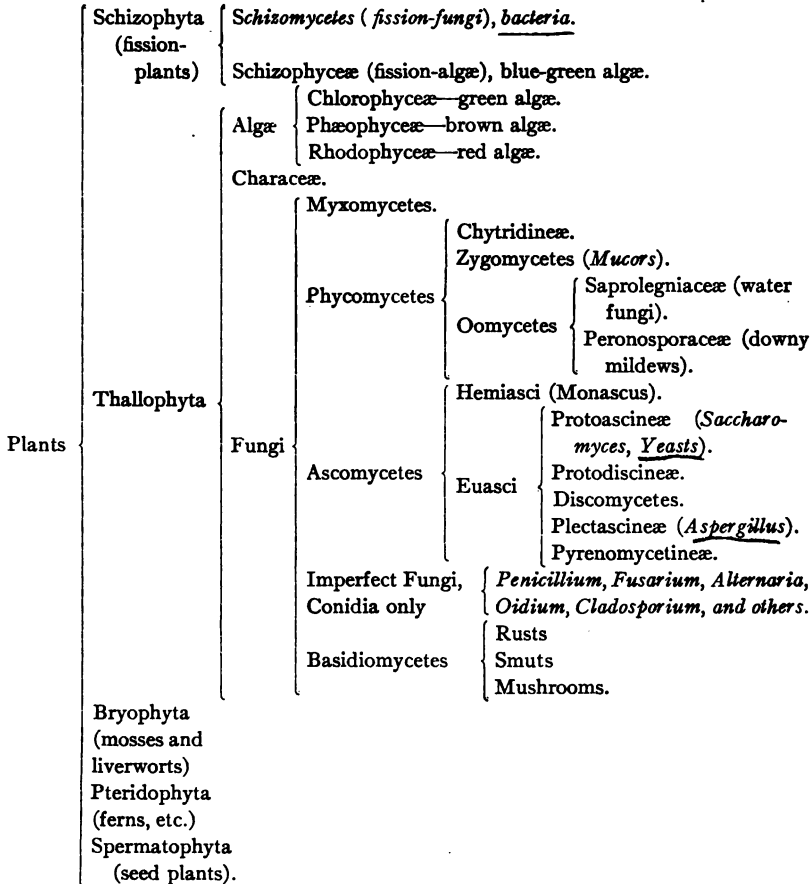 Schizophyta
(fission-
plants)
Schizomycetes (fission-fungi), bacteria.
Schizophyceæ (fission-algæ), blue-green algæ.
Algæ
Chlorophyceæ—green algæ.
Phæophyceæ—brown algæ.
Rhodophyceæ—red algæ.
Characeæ.
Myxomycetes.
Phycomycetes
Chytridineæ.
Zygomycetes (Mucors).
Oomycetes
Saprolegniaceæ (water
fungi).
Peronosporaceæ (downy
mildews).
Thallophyta
Plants
Fungi
Ascomycetes
Hemiasci (Monascus).
Euasci
Protoascineæ (Saccharo-
myces, Yeasts).
Protodiscineæ.
Discomycetes.
Plectascineæ (Aspergillus).
Pyrenomycetineæ.
Imperfect Fungi,
Conidia only
Penicillium, Fusarium, Alternaria,
Oidium, Cladosporium, and others.
Basidiomycetes
Rusts
Smuts
Mushrooms.
Bryophyta
(mosses and
liverworts)
Pteridophyta
(ferns, etc.)
Spermatophyta
(seed plants).